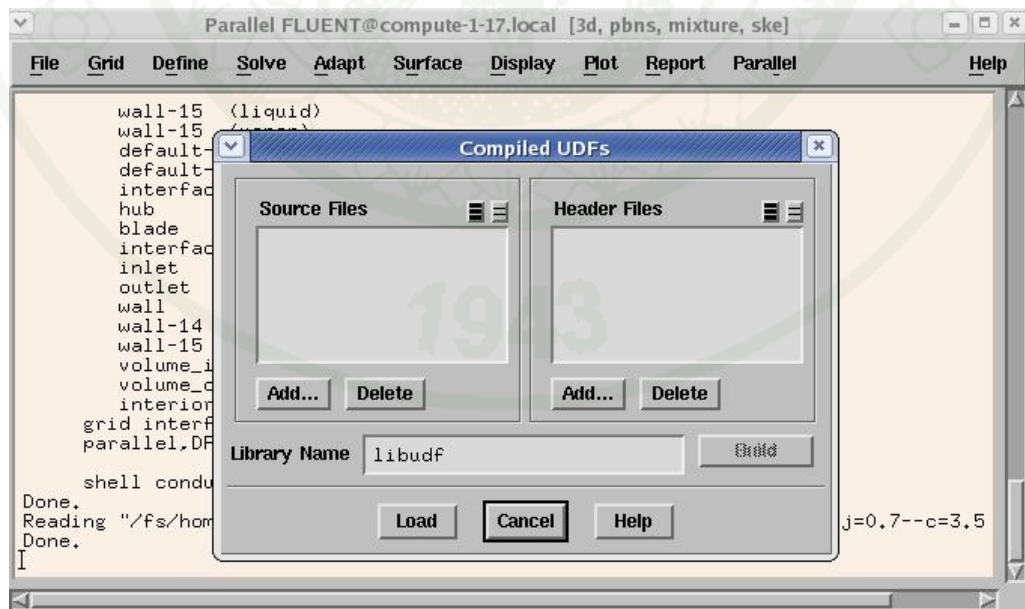 Parallel FLUENT@compute-1-17.local [3d, pbns, mixture, ske]
File Grid Define Solve Adapt Surface Display Plot Report Parallel Help
wall-15 (liquid)
wall-15
default-
default-
interfac
hub
blade
interfac
inlet
outlet
wall
wall-14
wall-15
volume_i
volume_
interior
grid interf
parallel,DF
shell condu
Done.
Reading "/fs/hom j=0.7--c=3.5
Done.
Compiled UDFs
Source Files
Header Files
Add... Delete
Add... Delete
Library Name libudf Build
Load Cancel Help
1943